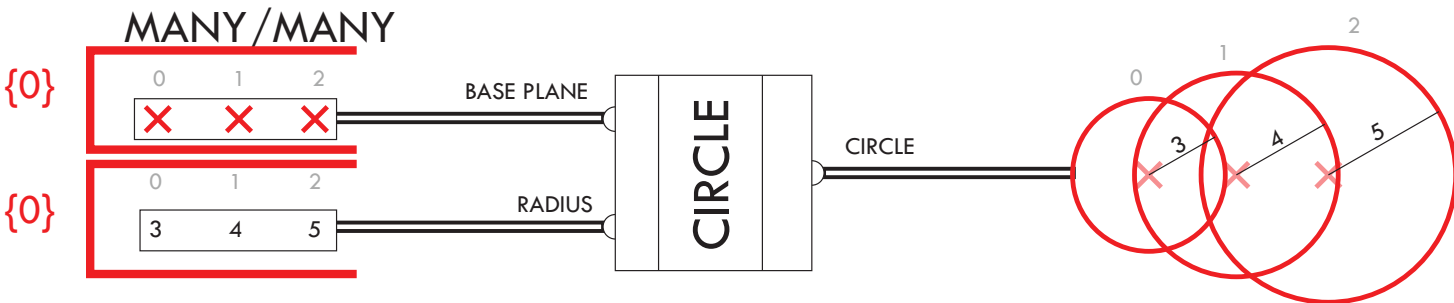 MANY/MANY
{0}
0 1 2
BASE PLANE
{0}
0 1 2
3 4 5
RADIUS
CIRCLE
CIRCLE
0
1
2
3
4
5